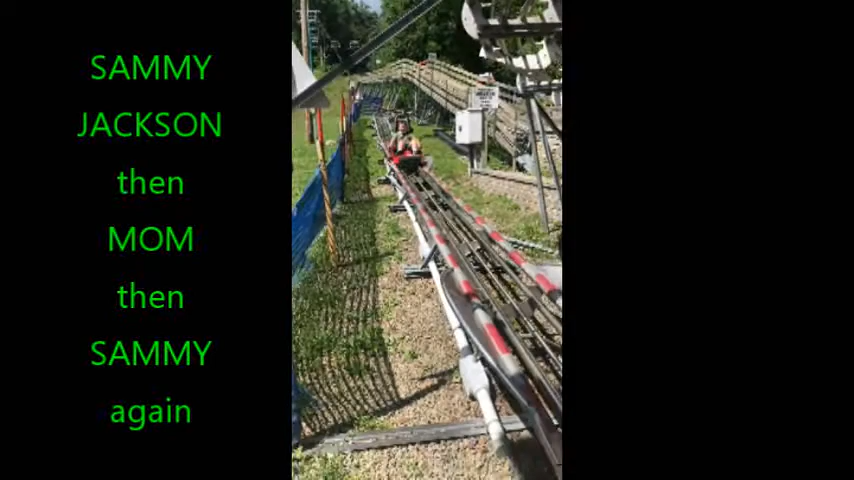 SAMMY
JACKSON
then
MOM
then
SAMMY
again